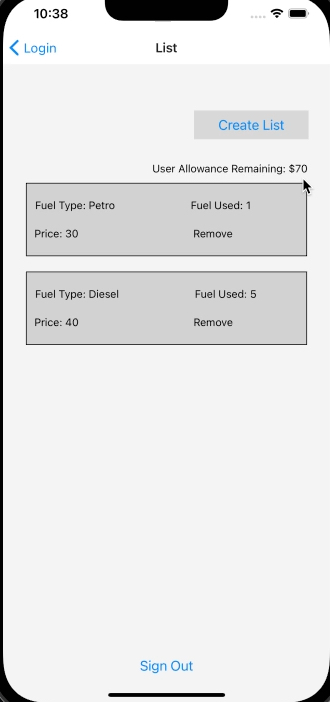 10:38
Login
List
Create List
User Allowance Remaining: $70
Fuel Type: Petro
Fuel Used: 1
Price: 30
Remove
Fuel Type: Diesel
Fuel Used: 5
Price: 40
Remove
Sign Out